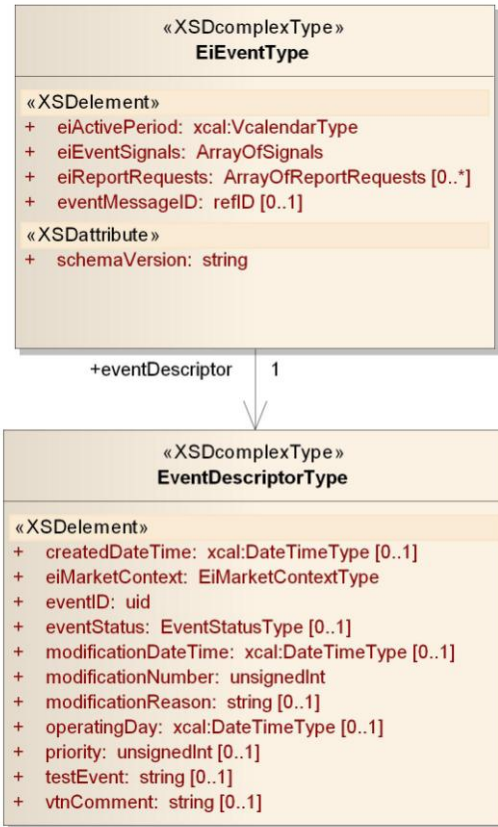 «XSDcomplexType»
EiEventType
«XSDelement»
+ eiActivePeriod: xcal:VcalendarType
+ eiEventSignals: ArrayOfSignals
+ eiReportRequests: ArrayOfReportRequests [0..*]
+ eventMessageID: refID [0..1]
«XSDattribute»
+ schemaVersion: string
+eventDescriptor 1
«XSDcomplexType»
EventDescriptorType
«XSDelement»
+ createdDateTime: xcal:DateTimeType [0..1]
+ eiMarketContext: EiMarketContextType
+ eventID: uid
+ eventStatus: EventStatusType [0..1]
+ modificationDateTime: xcal:DateTimeType [0..1]
+ modificationNumber: unsignedInt
+ modificationReason: string [0..1]
+ operatingDay: xcal:DateTimeType [0..1]
+ priority: unsignedInt [0..1]
+ testEvent: string [0..1]
+ vtnComment: string [0..1]